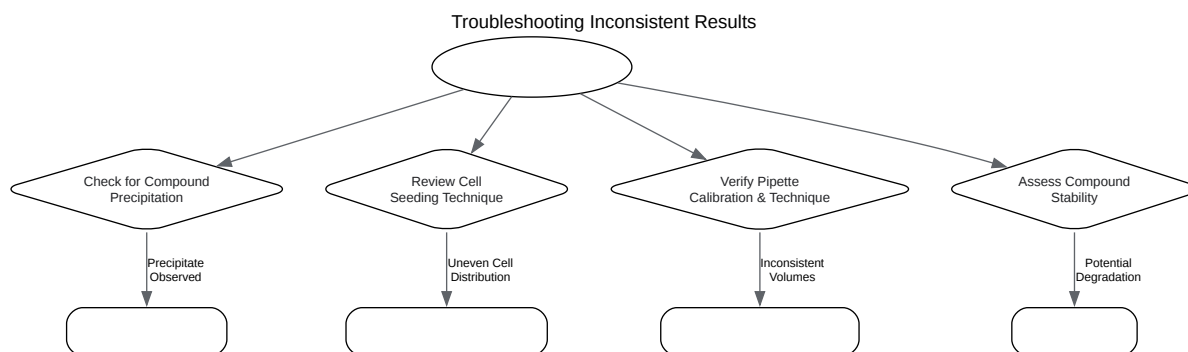 Troubleshooting Inconsistent Results
Check for Compound
Precipitation
Review Cell
Seeding Technique
Verify Pipette
Calibration & Technique
Assess Compound
Stability
Precipitate
Observed
Uneven Cell
Distribution
Inconsistent
Volumes
Potential
Degradation